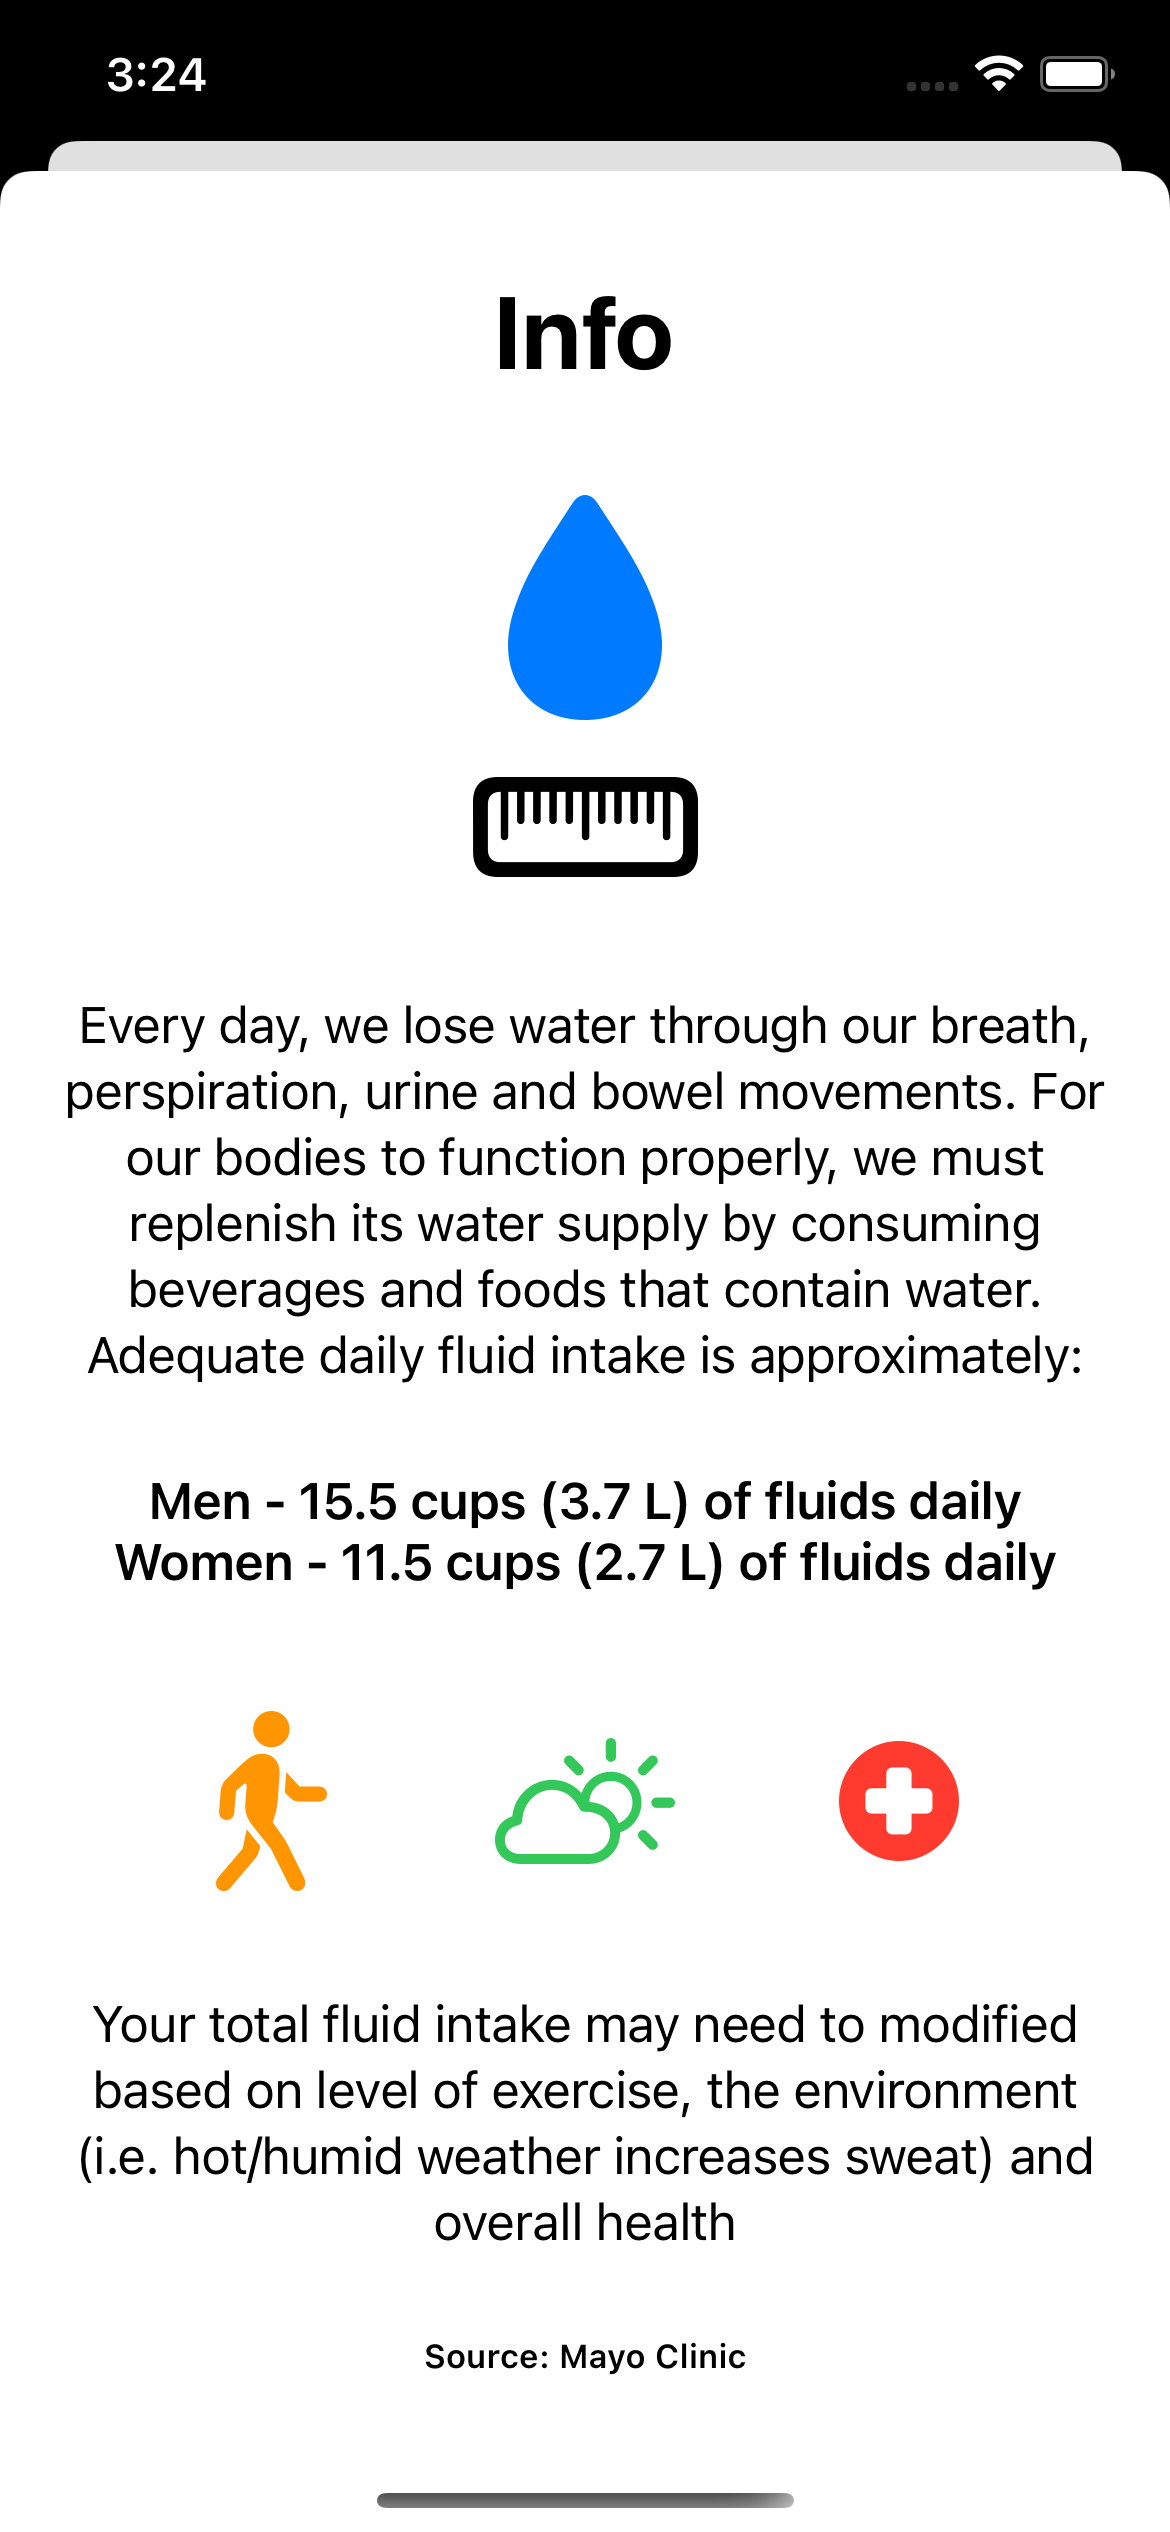 3:24
Info
Every day, we lose water through our breath,
perspiration, urine and bowel movements. For
our bodies to function properly, we must
replenish its water supply by consuming
beverages and foods that contain water.
Adequate daily fluid intake is approximately:
Men - 15.5 cups (3.7 L) of fluids daily
Women - 11.5 cups (2.7 L) of fluids daily
Your total fluid intake may need to modified
based on level of exercise, the environment
(i.e. hot/humid weather increases sweat) and
overall health
Source: Mayo Clinic